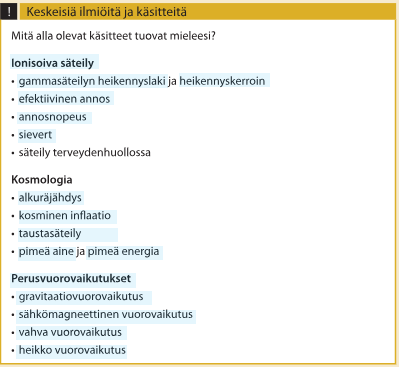 ! Keskeisiä ilmiöitä ja käsitteitä
Mitä alla olevat käsitteet tuovat mieleesi?
Ionisoiva säteily
• gammasäteilyn heikennyslaki ja heikennyskerroin
• efektiivinen annos
• annosnopeus
• sievert
• säteily terveydenhuollossa
Kosmologia
• alkuräjähdys
• kosminen inflaatio
• taustasäteily
• pimeä aine ja pimeä energia
Perusvuorovaikutukset
• gravitaatiovuorovaikutus
• sähkömagneettinen vuorovaikutus
• vahva vuorovaikutus
• heikko vuorovaikutus